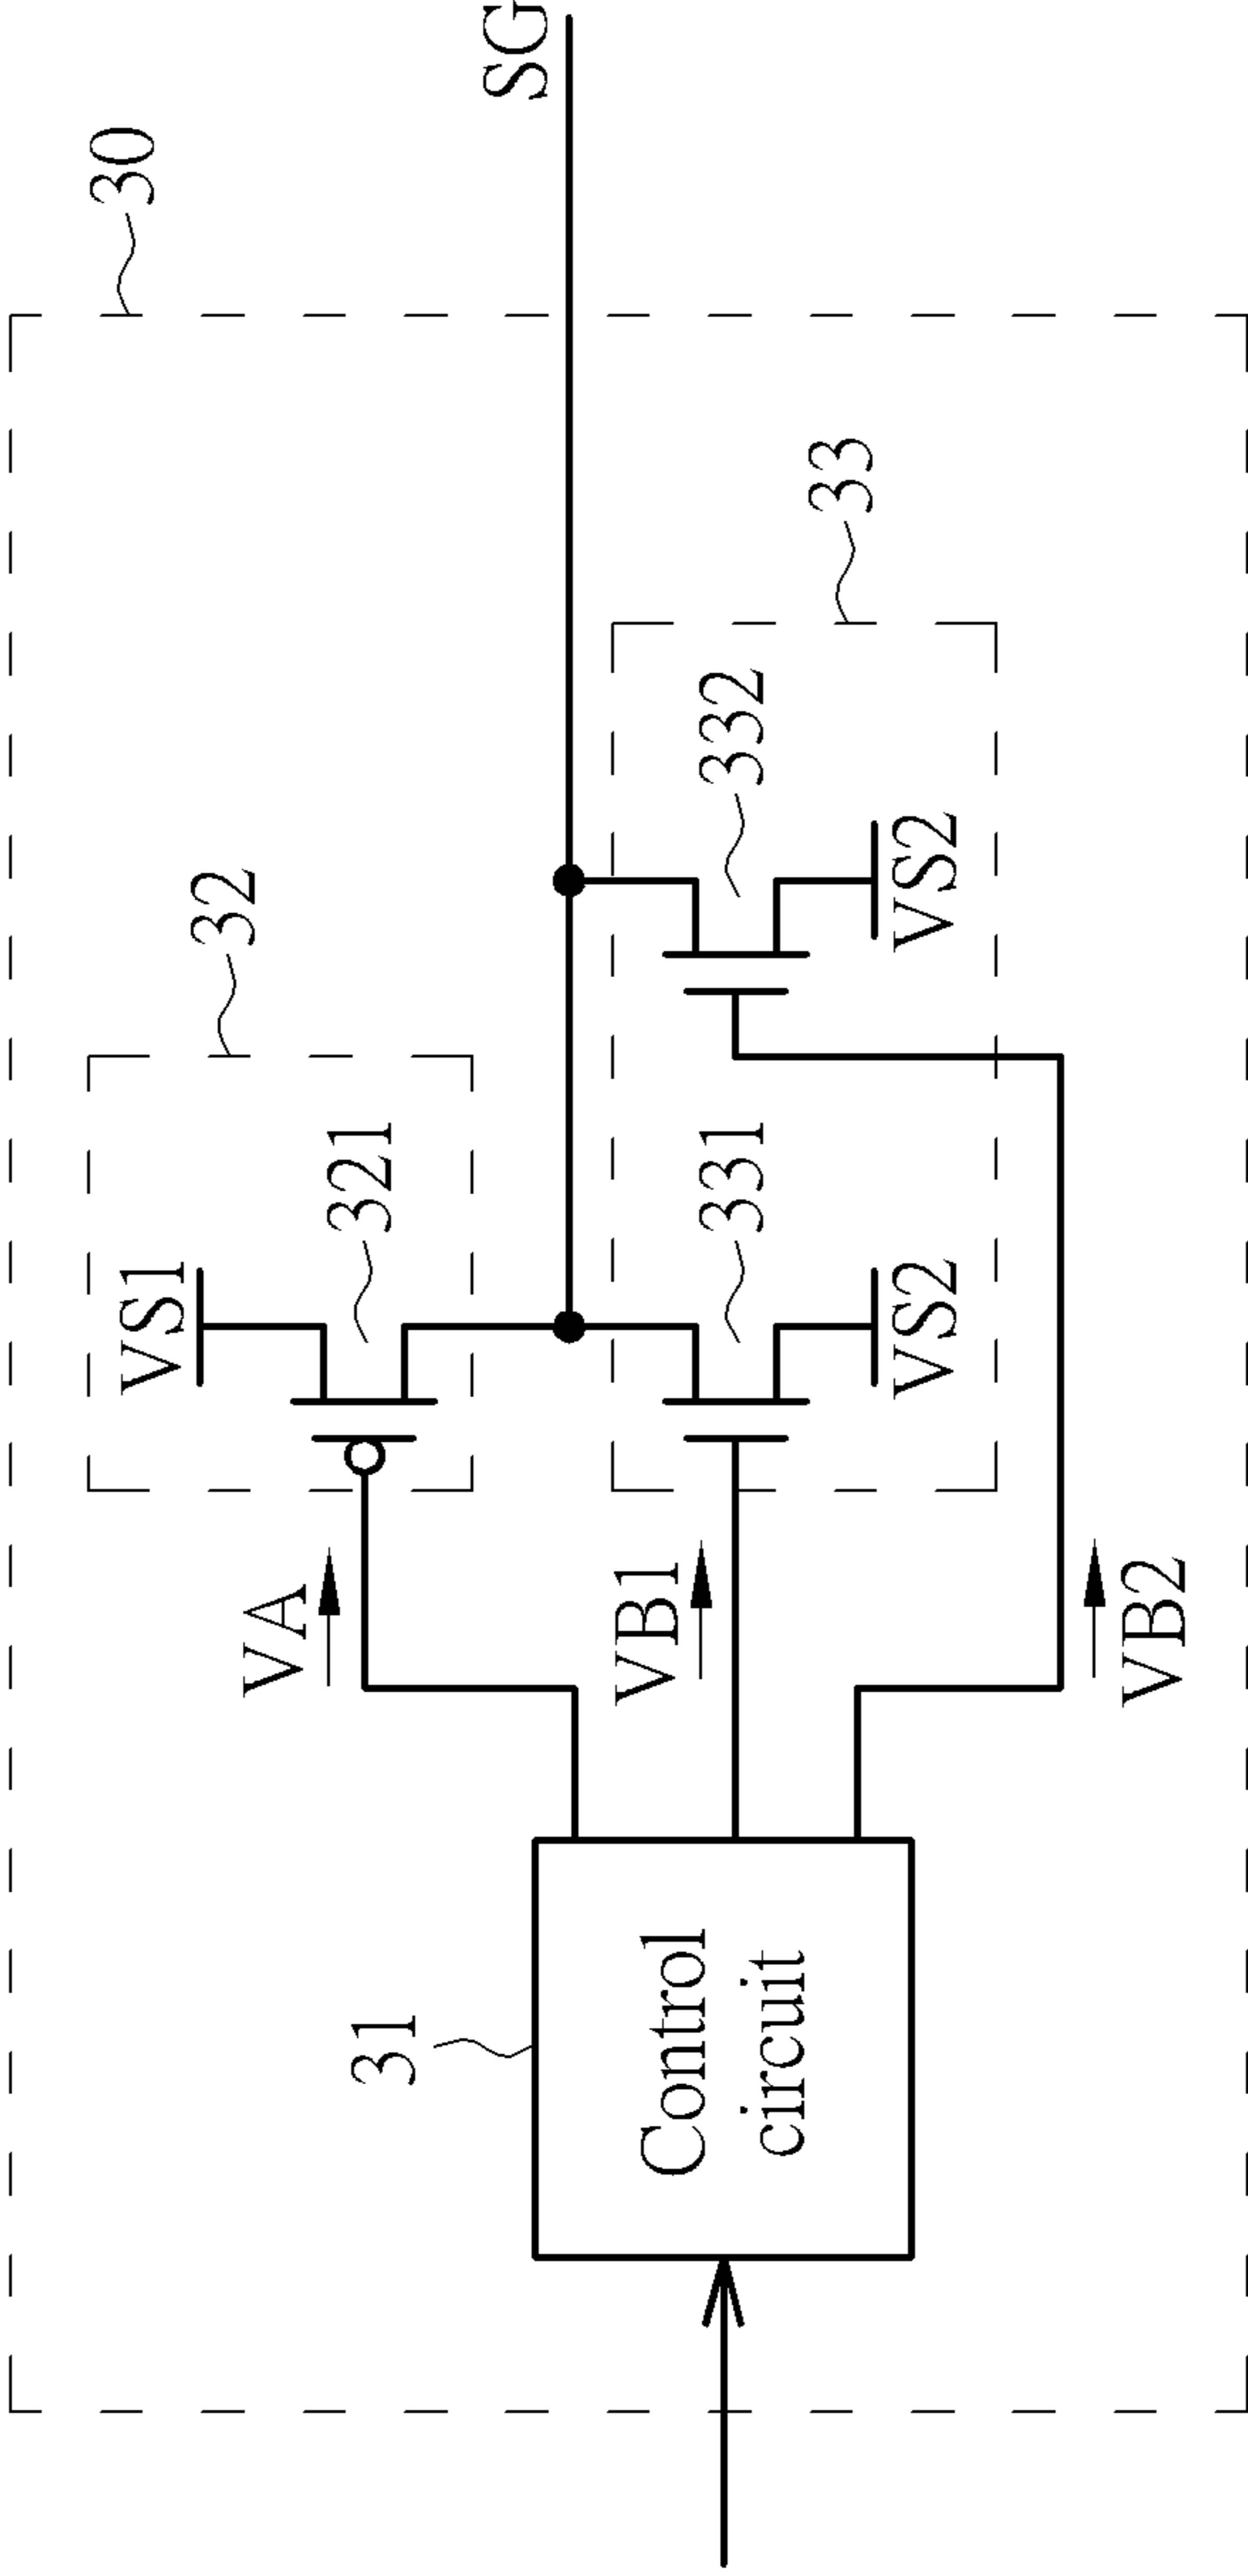 30
SG
32
VS1
321
VA
33
331
332
VB1
VS2
VS2
31
Control
circuit
VB2